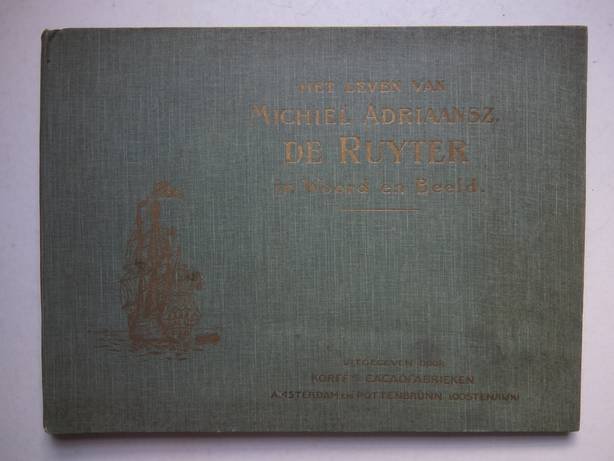 HET LEVEN VAN
MICHIEL ADRIAANSZ.
DE RUYTER
in Woord en Beeld.
UITGEGEVEN DOOR
KORFF'S CACAOFABRIEKEN
AMSTERDAM EN POTTENBRUNN (OOSTENRIJK)